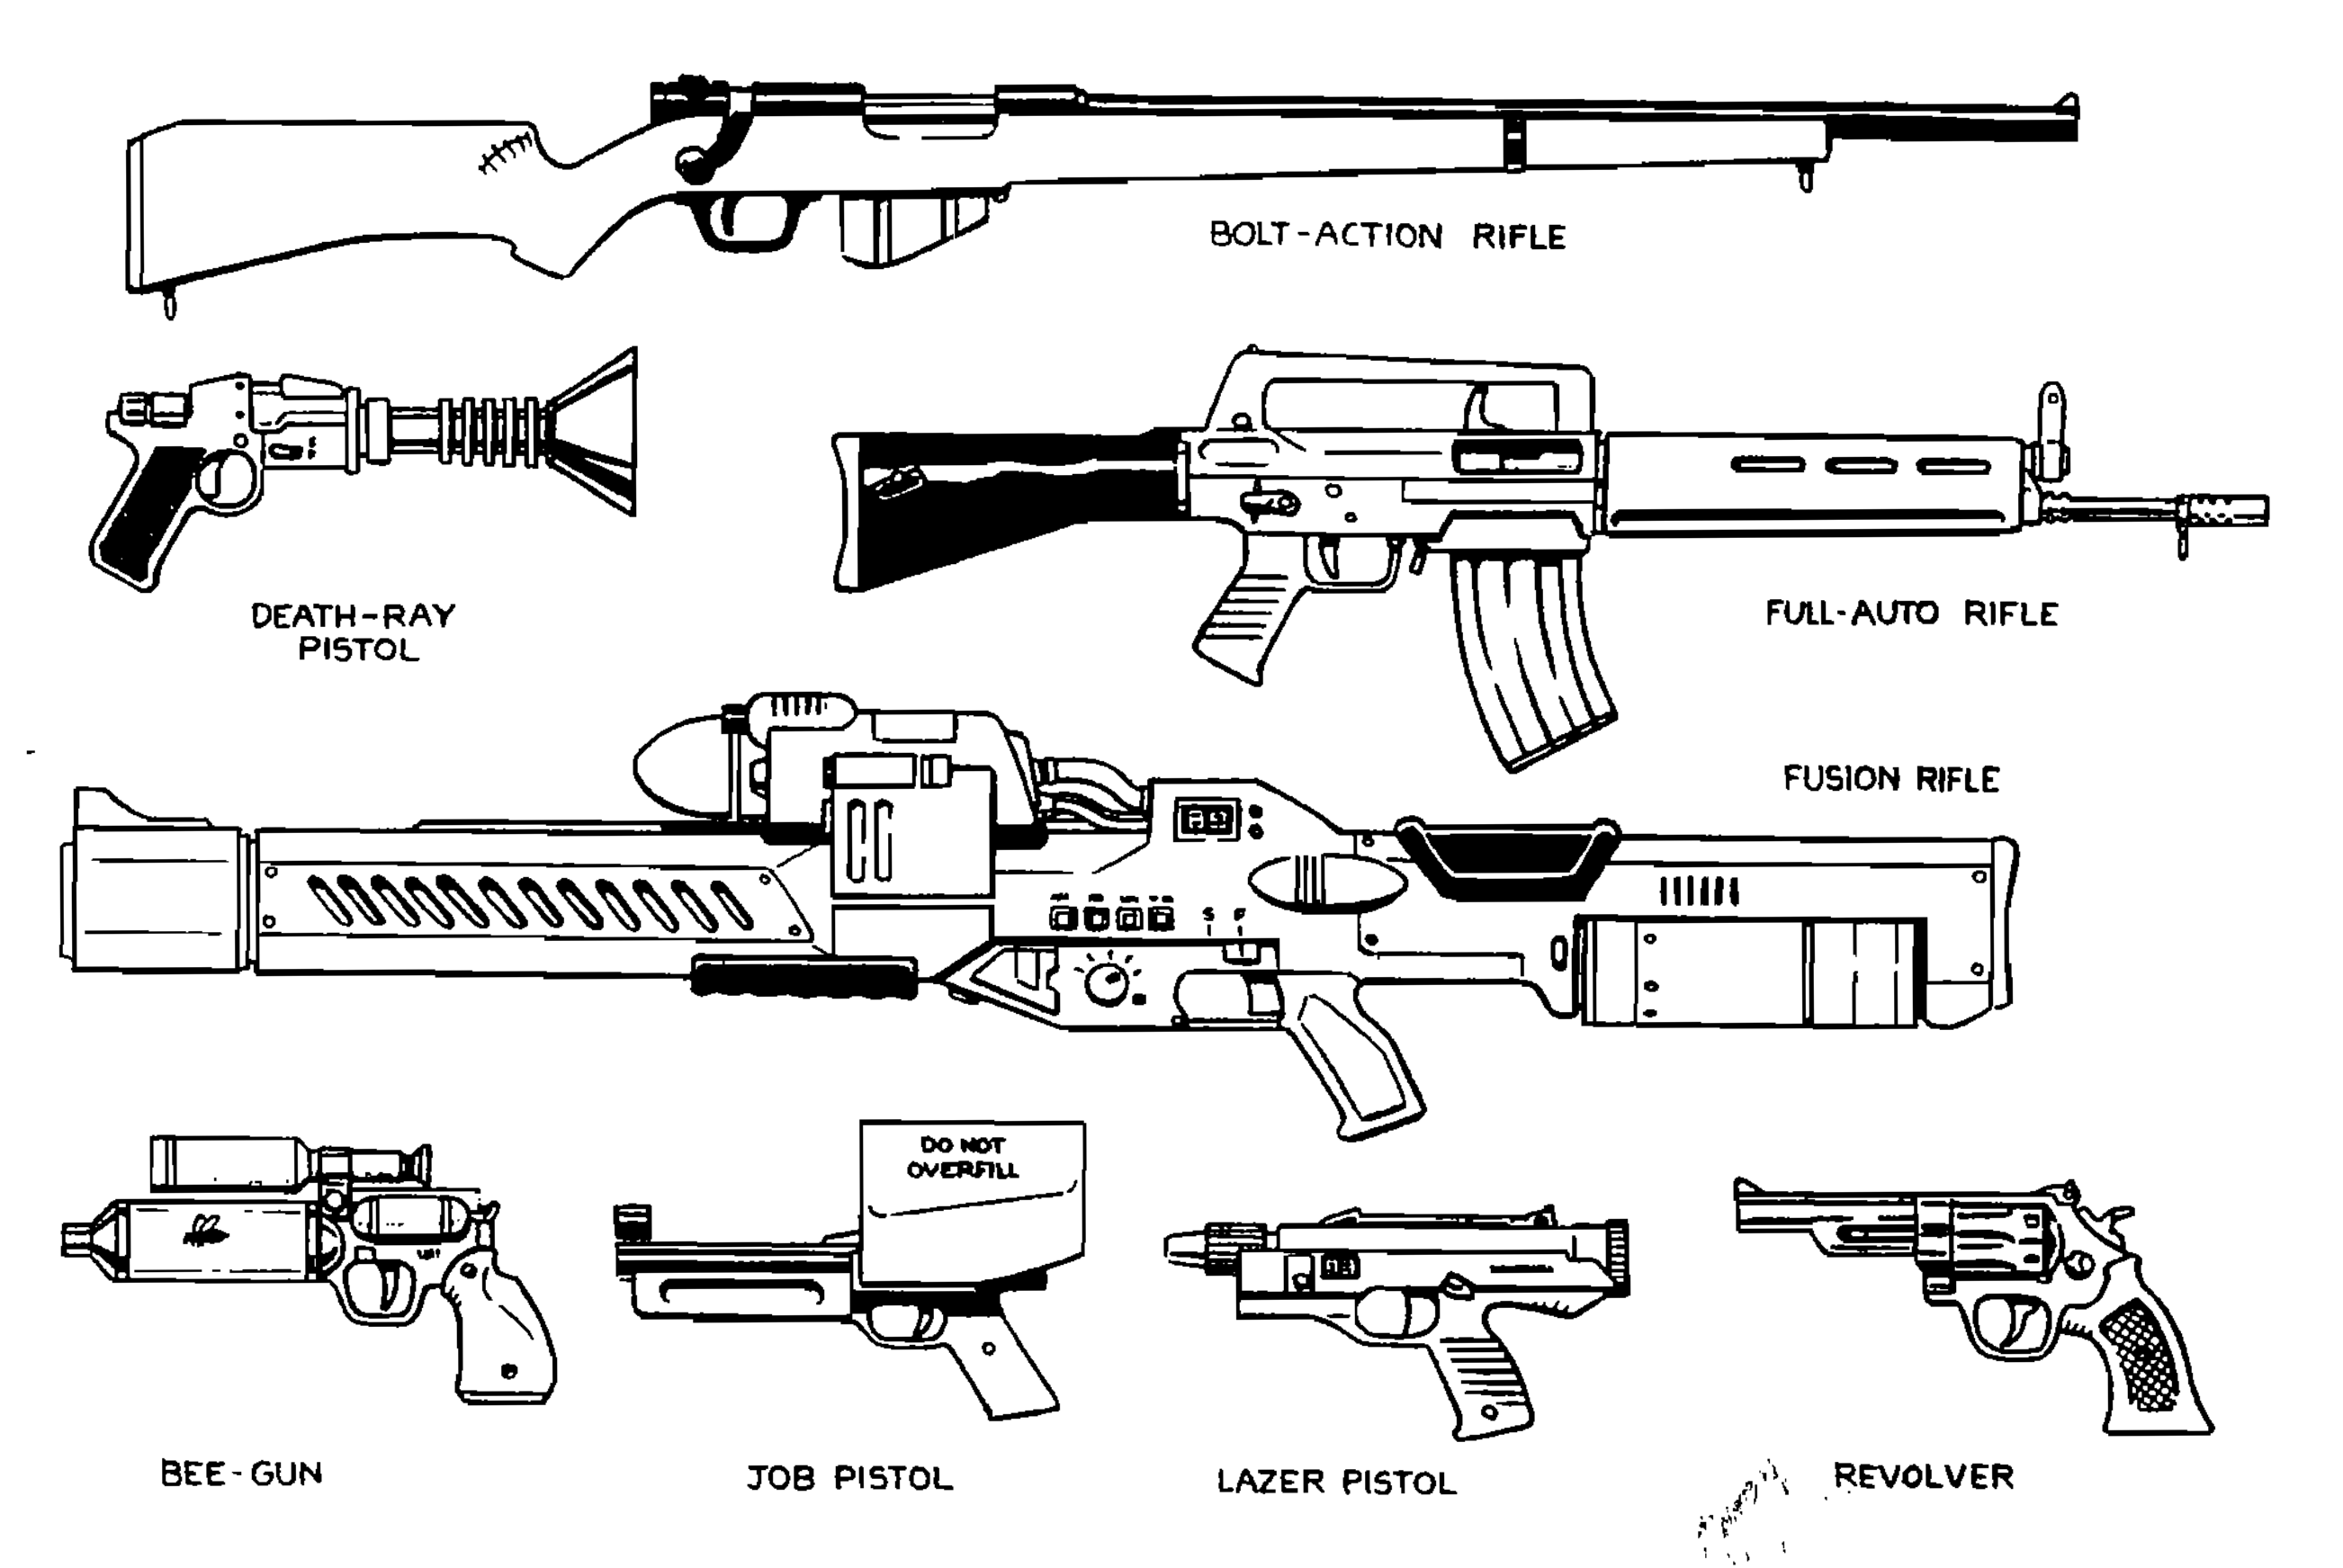 BOLT-ACTION RIFLE
DEATH-RAY
PISTOL
FULL-AUTO RIFLE
FUSION RIFLE
S F
DO NOT
OVERFILL
BEE-GUN
JOB PISTOL
LAZER PISTOL
REVOLVER